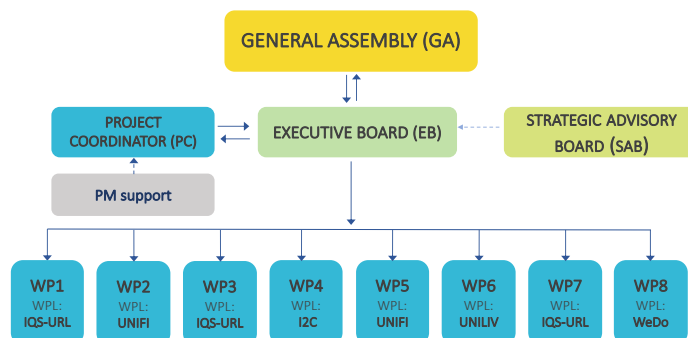 GENERAL ASSEMBLY (GA)
PROJECT
COORDINATOR (PC)
EXECUTIVE BOARD (EB)
STRATEGIC ADVISORY
BOARD (SAB)
PM support
WP1
WPL:
IQS-URL
WP2
WPL:
UNIFI
WP3
WPL:
IQS-URL
WP4
WPL:
I2C
WP5
WPL:
UNIFI
WP6
WPL:
UNILIV
WP7
WPL:
IQS-URL
WP8
WPL:
WeDo